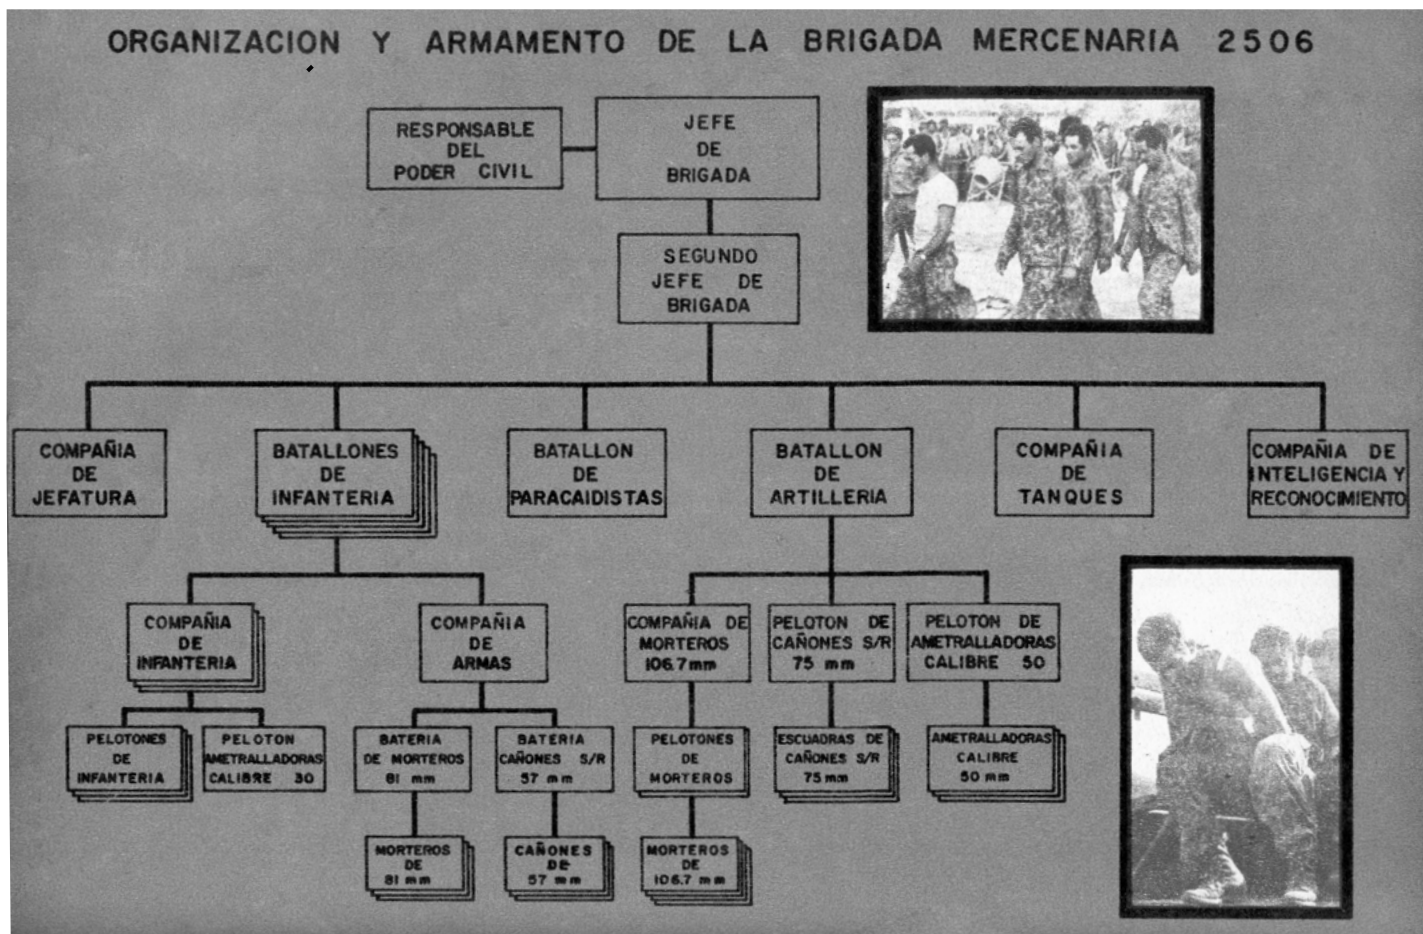 ORGANIZACION Y ARMAMENTO DE LA BRIGADA MERCENARIA 2506
RESPONSABLE
DEL
PODER CIVIL
JEFE
DE
BRIGADA
SEGUNDO
JEFE DE
BRIGADA
COMPAÑIA
DE
JEFATURA
BATALLONES
DE
INFANTERIA
BATALLON
DE
PARACAIDISTAS
BATALLON
DE
ARTILLERIA
COMPAÑIA
DE
TANQUES
COMPAÑIA DE
INTELIGENCIA Y
RECONOCIMIENTO
COMPAÑIA
DE
INFANTERIA
COMPAÑIA
DE
ARMAS
COMPAÑIA DE
MORTEROS
106.7 mm
PELOTON DE
CAÑONES S/R
75 mm
PELOTON DE
AMETRALLADORAS
CALIBRE 50
PELOTONES
DE
INFANTERIA
PELOTON
AMETRALLADORAS
CALIBRE 30
BATERIA
DE MORTEROS
81 mm
BATERIA
CAÑONES S/R
57 mm
PELOTONES
DE
MORTEROS
ESCUADRAS DE
CAÑONES S/R
75 mm
AMETRALLADORAS
CALIBRE
50 mm
MORTEROS
DE
81 mm
CAÑONES
DE
57 mm
MORTEROS
DE
106.7 mm